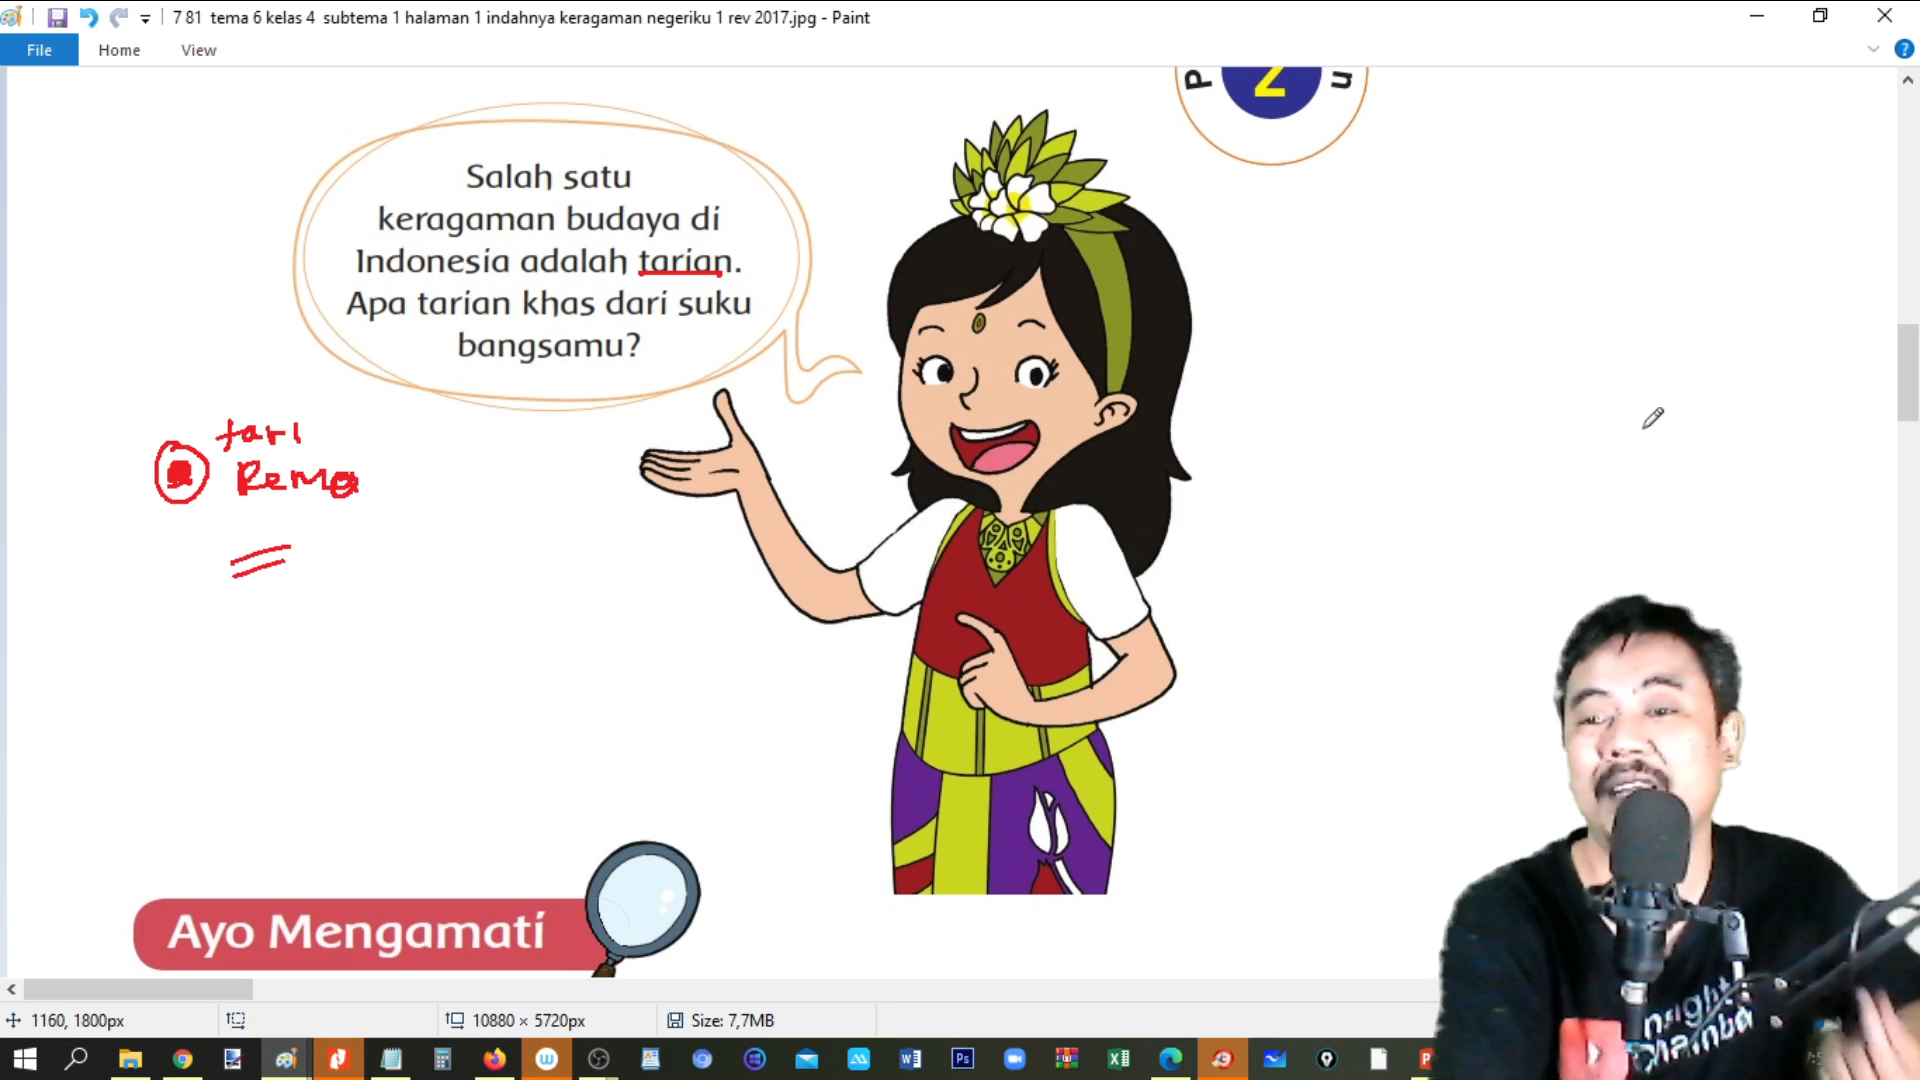 7 81 tema 6 kelas 4 subtema 1 halaman 1 indahnya keragaman negeriku 1 rev 2017.jpg - Paint
File Home View
P 2 u
Salah satu
keragaman budaya di
Indonesia adalah tarian.
Apa tarian khas dari suku
bangsamu?
tari
Remo
Ayo Mengamati
1160, 1800px
10880 × 5720px
Size: 7,7MB